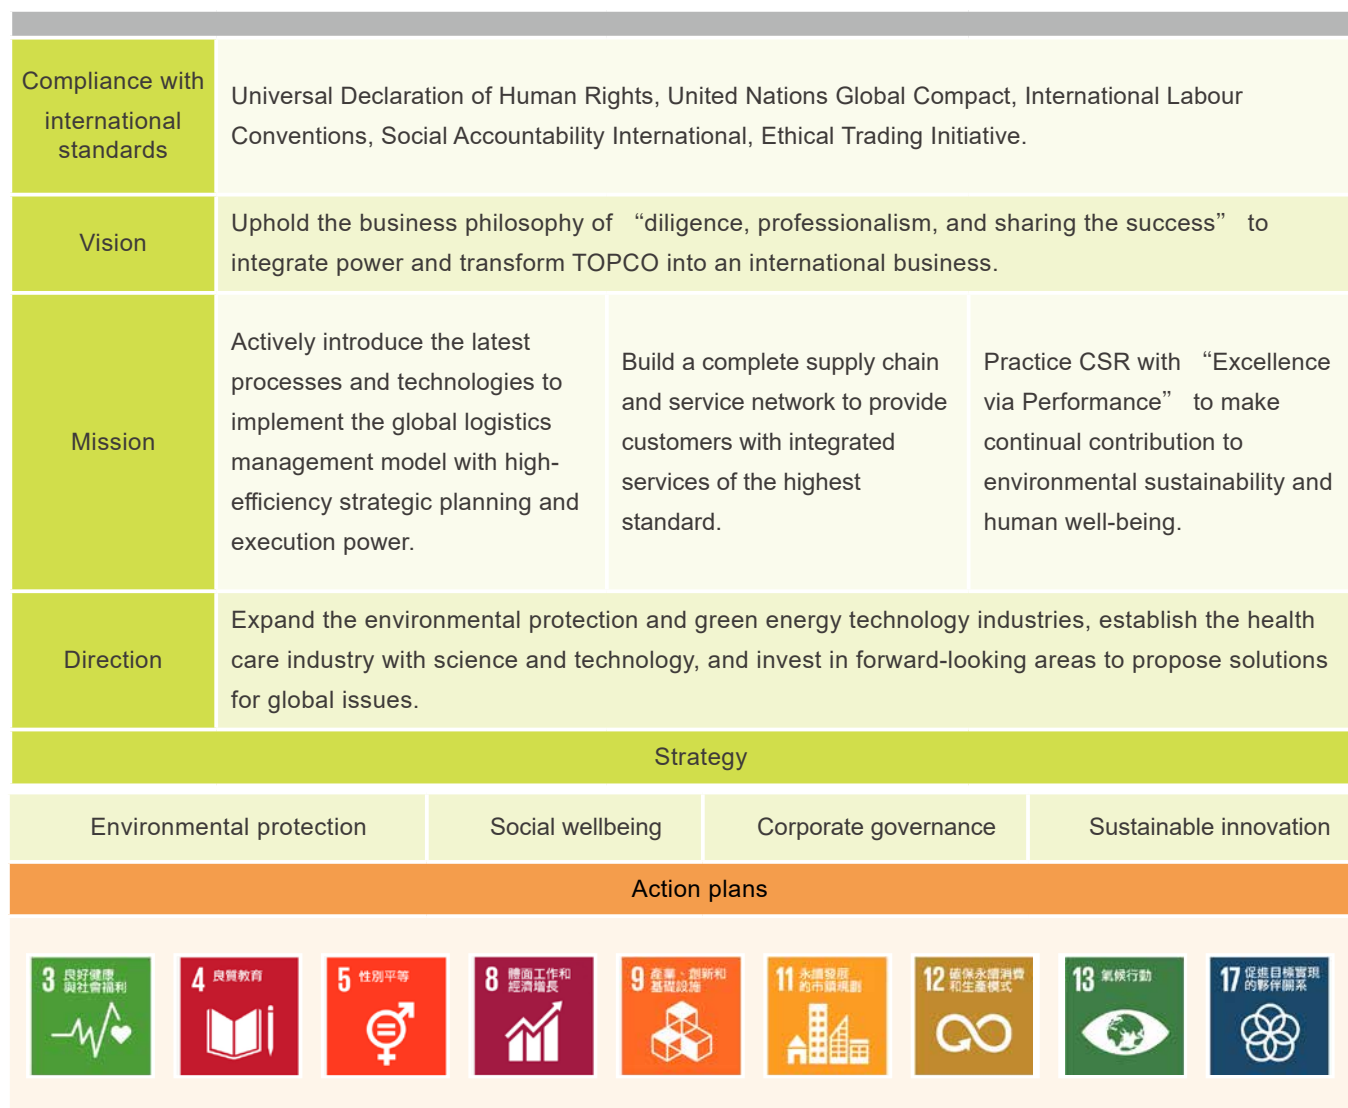 Compliance with
international
standards
Universal Declaration of Human Rights, United Nations Global Compact, International Labour
Conventions, Social Accountability International, Ethical Trading Initiative.
Vision
Uphold the business philosophy of “diligence, professionalism, and sharing the success” to
integrate power and transform TOPCO into an international business.
Mission
Actively introduce the latest
processes and technologies to
implement the global logistics
management model with high-
efficiency strategic planning and
execution power.
Build a complete supply chain
and service network to provide
customers with integrated
services of the highest
standard.
Practice CSR with “Excellence
via Performance” to make
continual contribution to
environmental sustainability and
human well-being.
Direction
Expand the environmental protection and green energy technology industries, establish the health
care industry with science and technology, and invest in forward-looking areas to propose solutions
for global issues.
Strategy
Environmental protection
Social wellbeing
Corporate governance
Sustainable innovation
Action plans
3 良好健康
與社會福利
4 良質教育
5 性別平等
8 體面工作和
經濟增長
9 產業、創新和
基礎設施
11 永續發展
的市鎮規劃
12 確保永續消費
和生產模式
13 氣候行動
17 促進目標實現
的夥伴關系